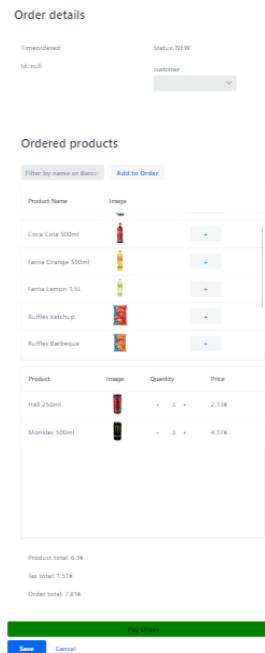 Order details
Timeordered:
Status: NEW
Id: null
customer
Ordered products
Filter by name or Barco
Add to Order
Product Name Image
Coca Cola 500ml +
Fanta Orange 500ml +
Fanta Lemon 1,5L +
Ruffles ketchup +
Ruffles Barbeque +
Product Image Quantity Price
Hell 250ml - 3 + 2.13€
Monster 500ml - 3 + 4.17€
Product total: 6.3€
Tax total: 1.51€
Order total: 7.81€
Pay Order
Save Cancel